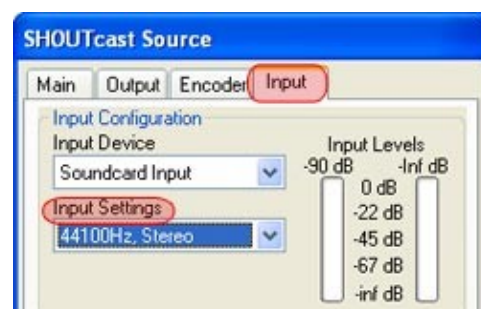 SHOUTcast Source
Main Output Encoder Input
Input Configuration
Input Device
Soundcard Input
Input Settings
44100Hz, Stereo
Input Levels
-90 dB -Inf dB
0 dB
-22 dB
-45 dB
-67 dB
-inf dB